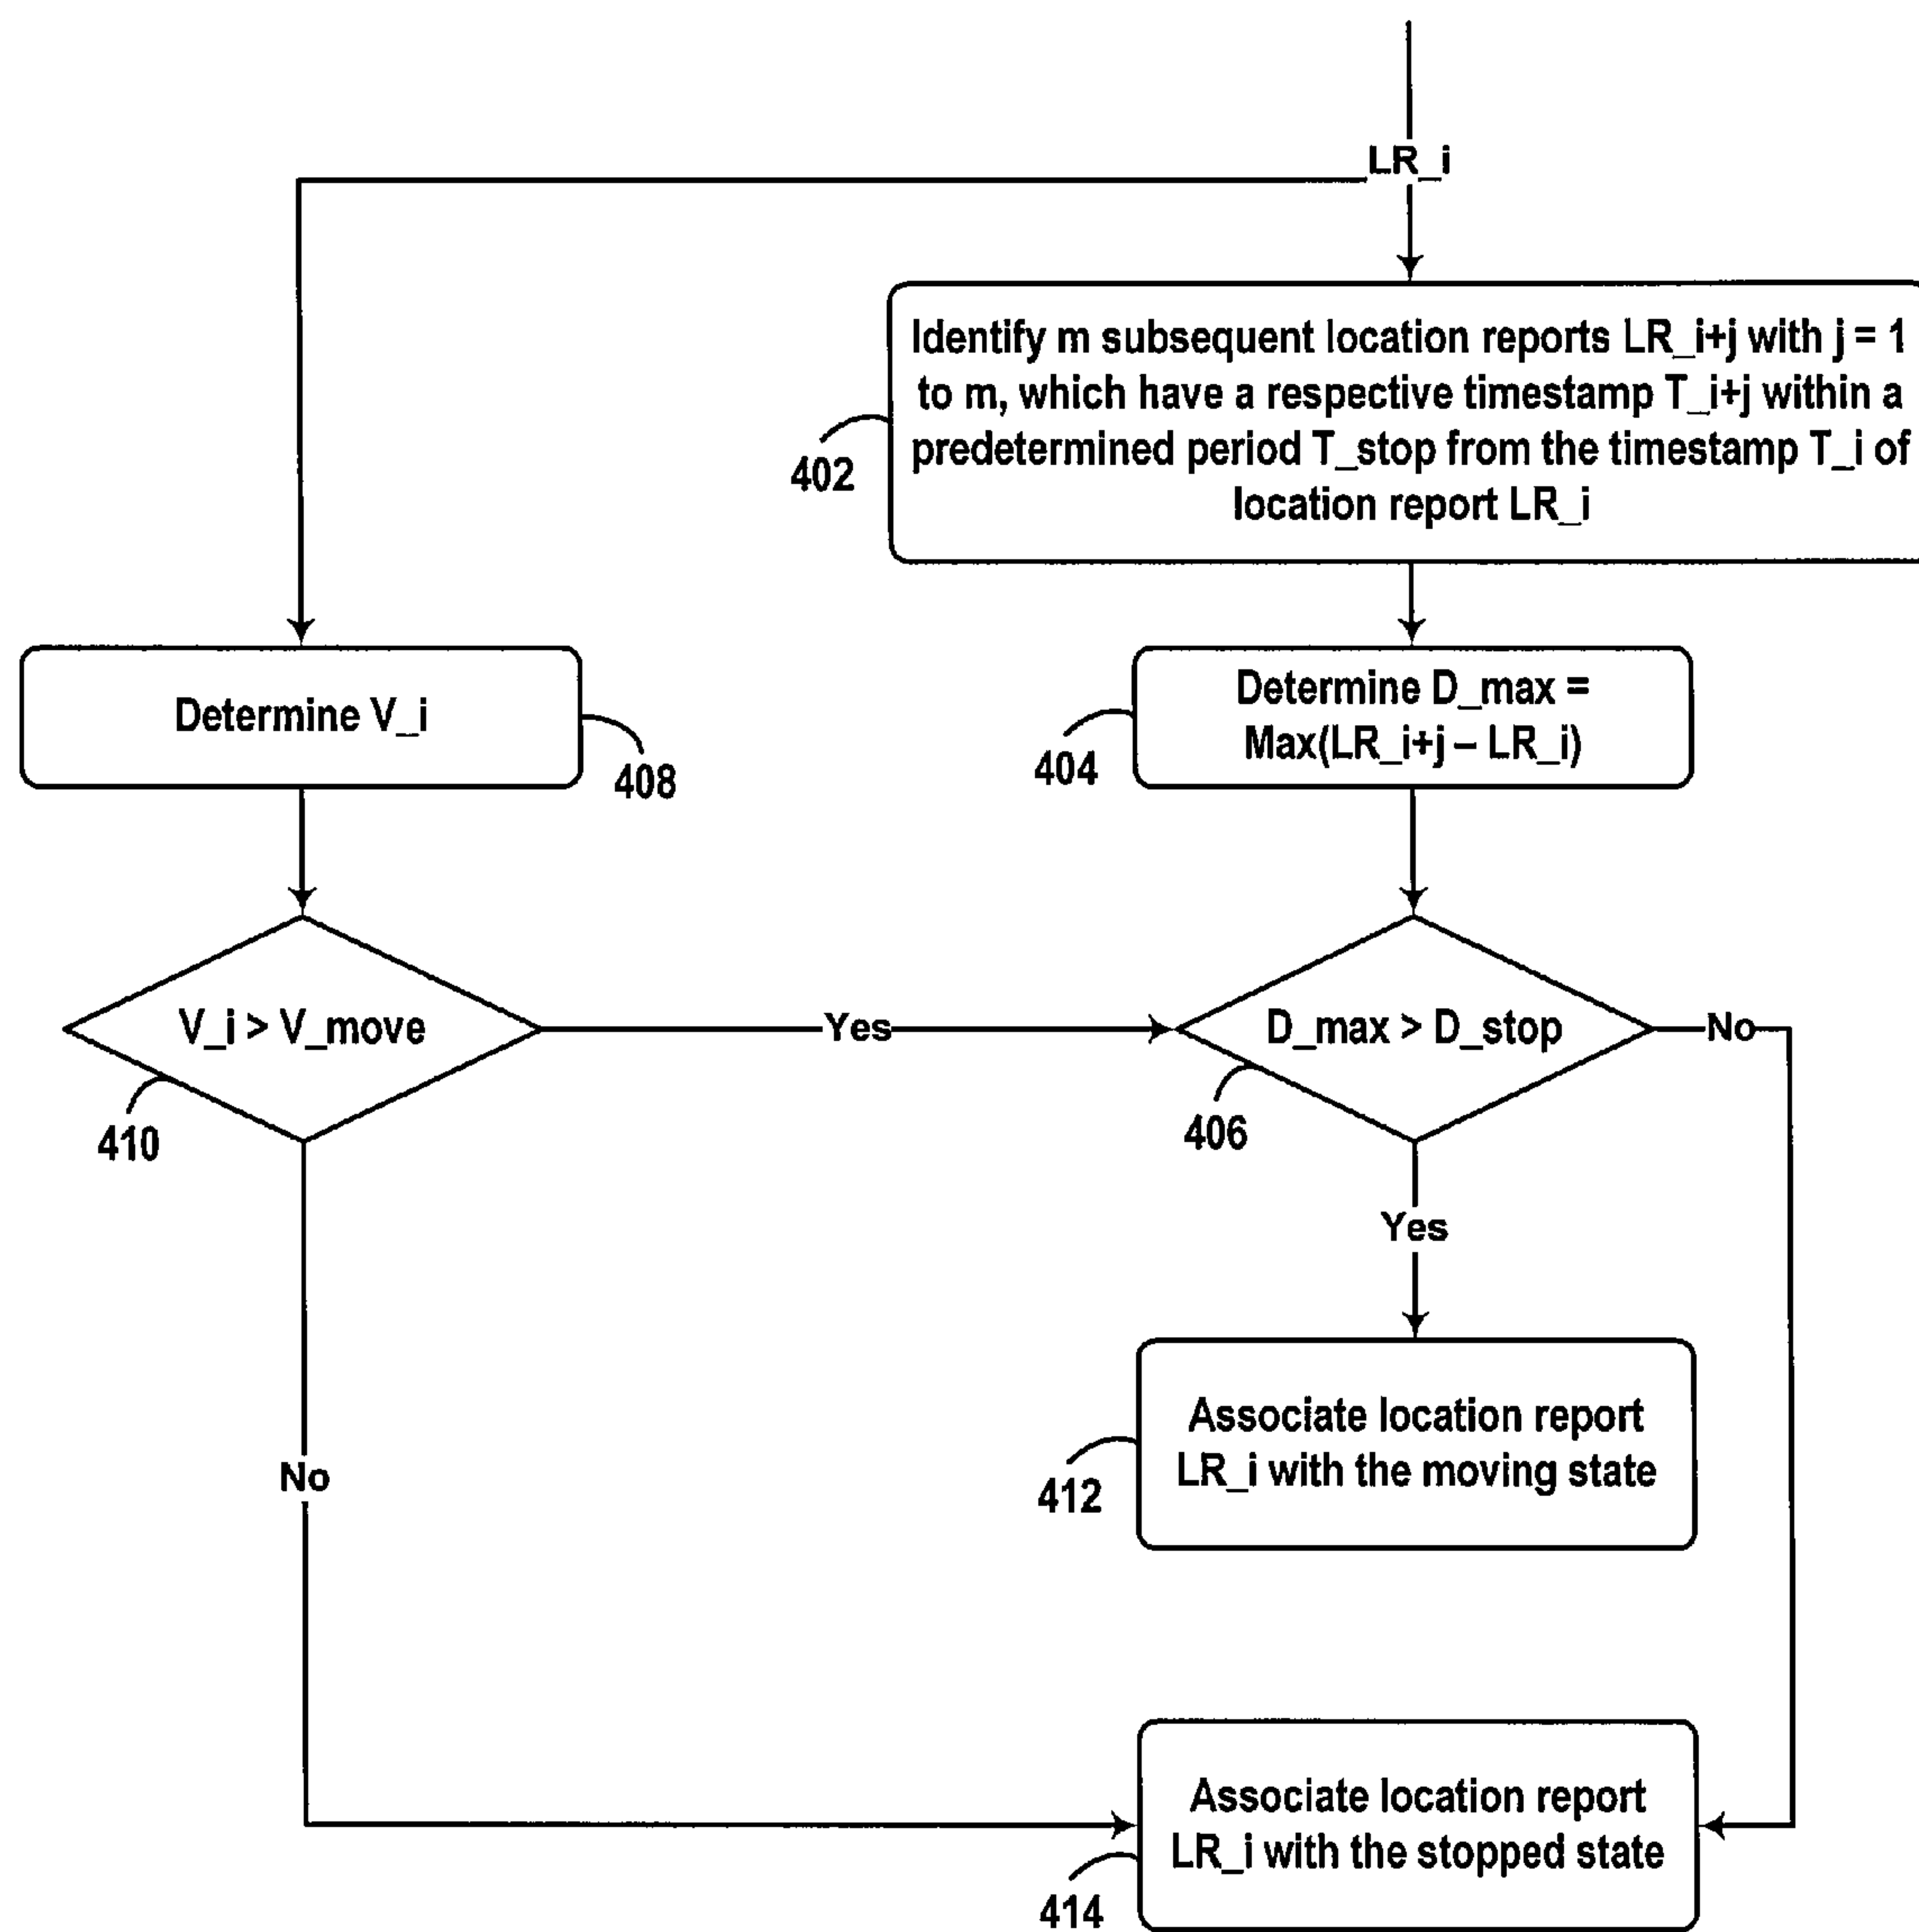 LR_i
Identify m subsequent location reports LR_i+j with j = 1
to m, which have a respective timestamp T_i+j within a
predetermined period T_stop from the timestamp T_i of
location report LR_i
402
Determine V_i
408
Determine D_max =
Max(LR_i+j – LR_i)
404
V_i > V_move
410
Yes
D_max > D_stop
406
No
Yes
Associate location report
LR_i with the moving state
412
No
Associate location report
LR_i with the stopped state
414